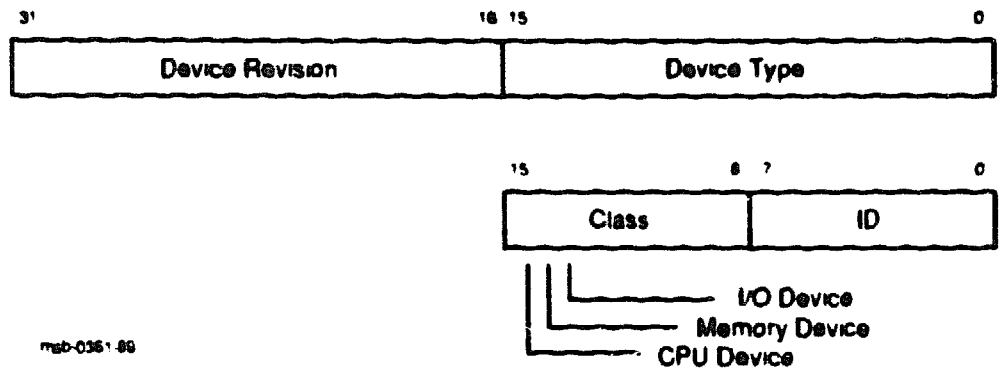 31 16 15 0
Device Revision Device Type
15 8 7 0
Class ID
I/O Device
Memory Device
CPU Device
msb-0361-89